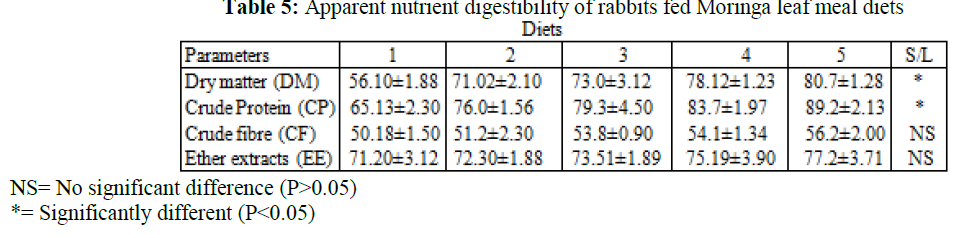 Table 5: Apparent nutrient digestibility of rabbits fed Moringa leaf meal diets
Diets
Parameters 1 2 3 4 5 S/L
Dry matter (DM) 56.10±1.88 71.02±2.10 73.0±3.12 78.12±1.23 80.7±1.28 *
Crude Protein (CP) 65.13±2.30 76.0±1.56 79.3±4.50 83.7±1.97 89.2±2.13 *
Crude fibre (CF) 50.18±1.50 51.2±2.30 53.8±0.90 54.1±1.34 56.2±2.00 NS
Ether extracts (EE) 71.20±3.12 72.30±1.88 73.51±1.89 75.19±3.90 77.2±3.71 NS
NS= No significant difference (P>0.05)
*= Significantly different (P<0.05)